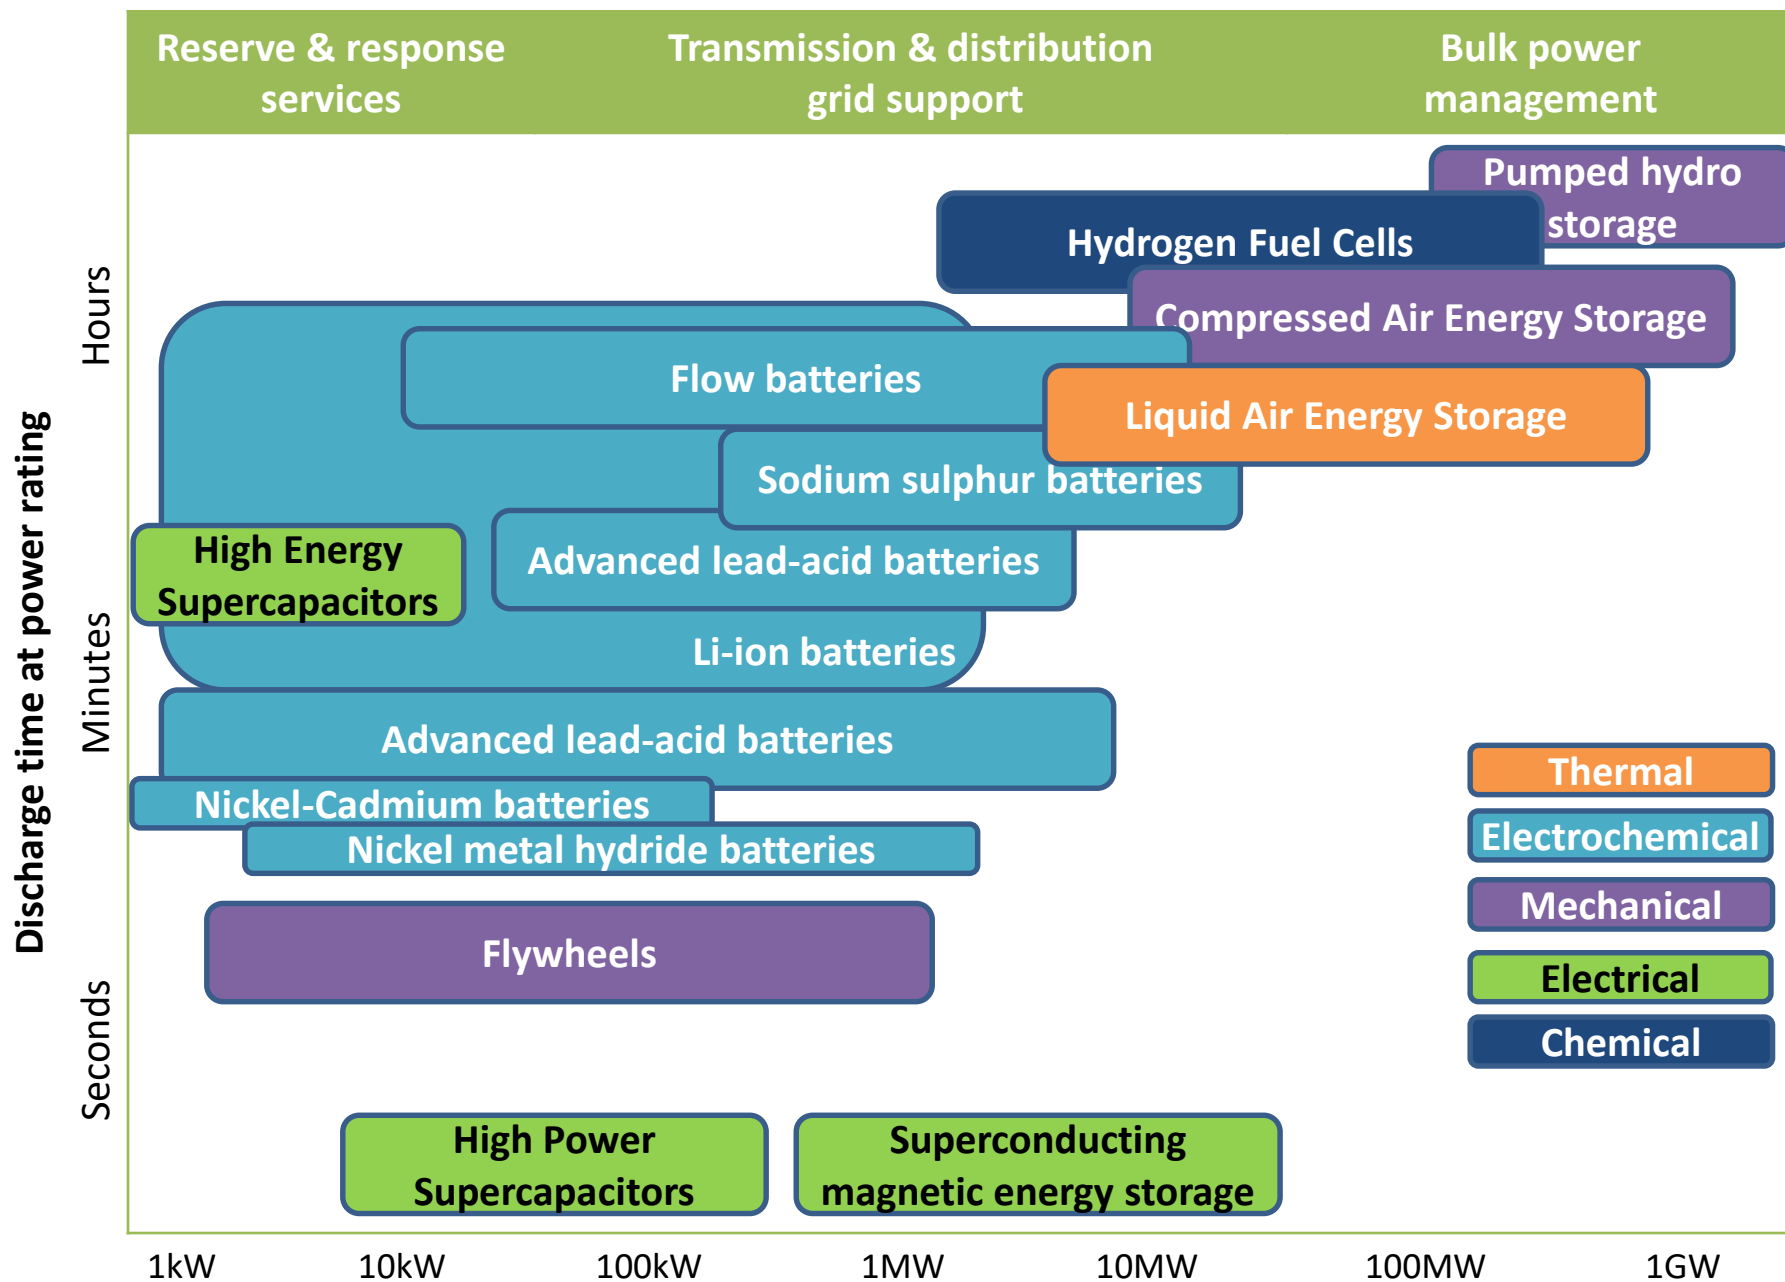 Reserve & response
services
Transmission & distribution
grid support
Bulk power
management
Pumped hydro
storage
Hydrogen Fuel Cells
Compressed Air Energy Storage
Flow batteries
Liquid Air Energy Storage
Sodium sulphur batteries
High Energy
Supercapacitors
Advanced lead-acid batteries
Li-ion batteries
Advanced lead-acid batteries
Nickel-Cadmium batteries
Nickel metal hydride batteries
Flywheels
High Power
Supercapacitors
Superconducting
magnetic energy storage
Thermal
Electrochemical
Mechanical
Electrical
Chemical
Discharge time at power rating
Hours
Minutes
Seconds
1kW
10kW
100kW
1MW
10MW
100MW
1GW